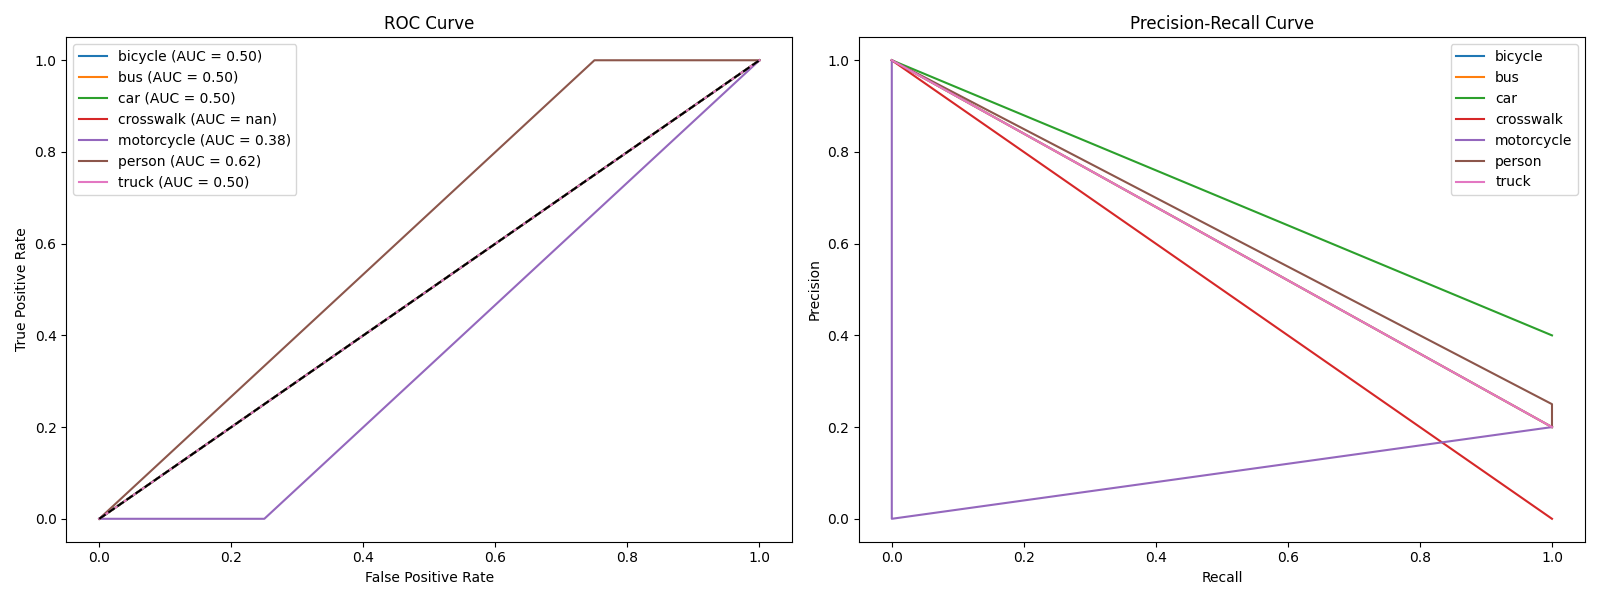 ROC Curve
bicycle (AUC = 0.50)
bus (AUC = 0.50)
car (AUC = 0.50)
crosswalk (AUC = nan)
motorcycle (AUC = 0.38)
person (AUC = 0.62)
truck (AUC = 0.50)
True Positive Rate
1.0
0.8
0.6
0.4
0.2
0.0
0.0 0.2 0.4 0.6 0.8 1.0
False Positive Rate
Precision-Recall Curve
bicycle
bus
car
crosswalk
motorcycle
person
truck
Precision
1.0
0.8
0.6
0.4
0.2
0.0
0.0 0.2 0.4 0.6 0.8 1.0
Recall